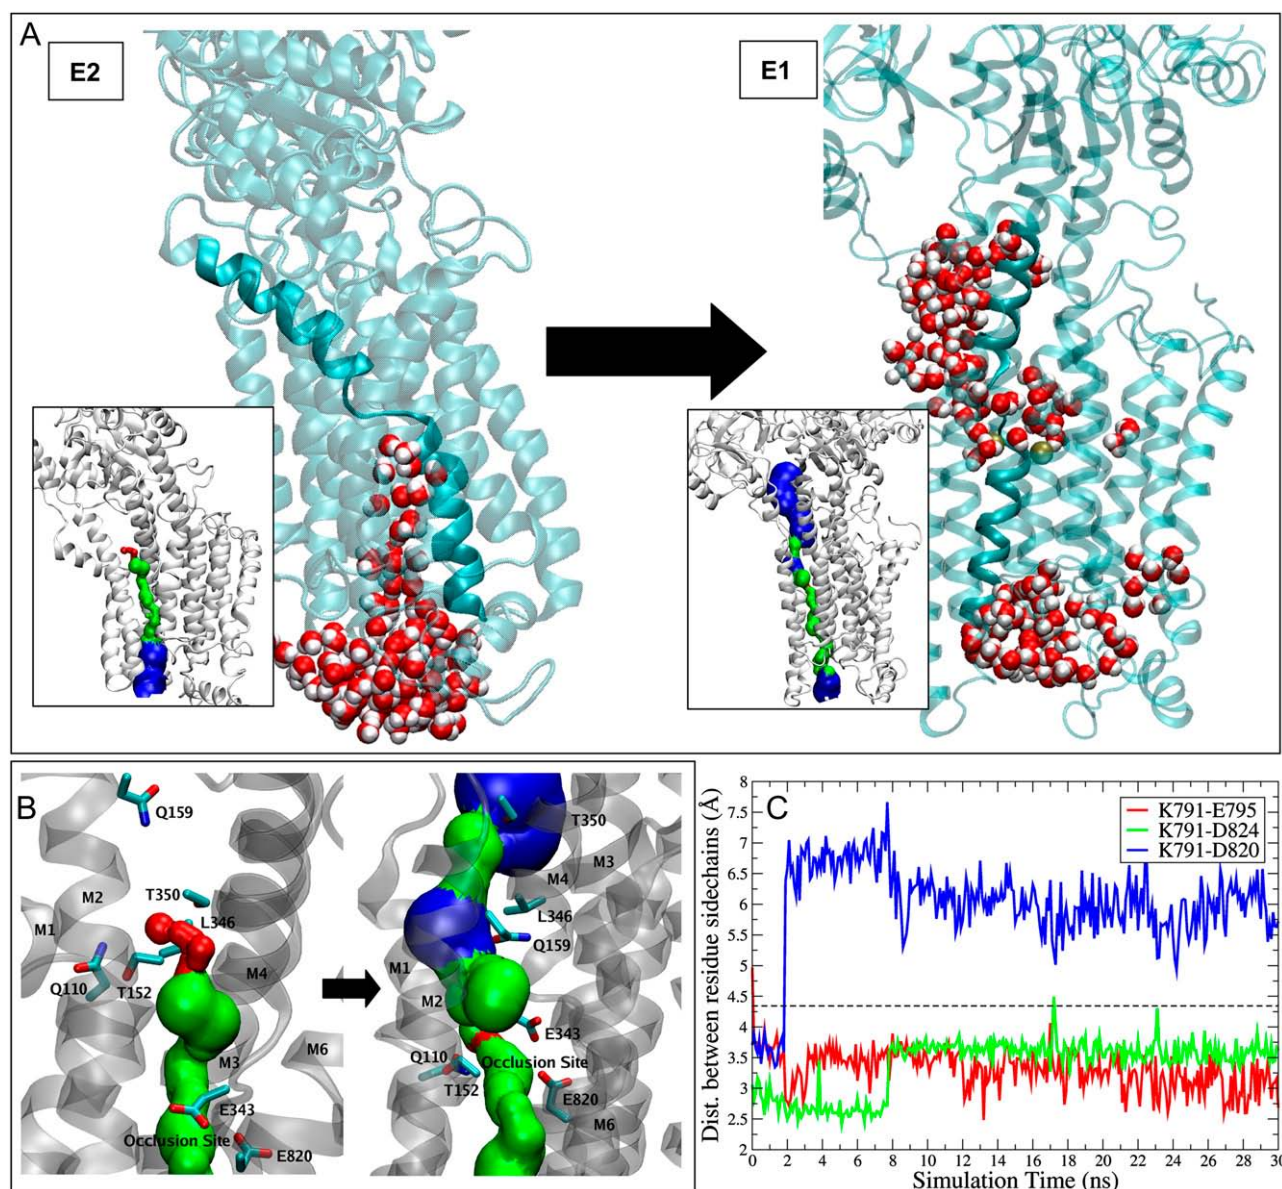 A
E2
E1
B
Q159
T350
M2
L346
M1
M4
Q110
T152
M3
M6
E343
Occlusion Site
E820
T350
M3
M4
L346
Q159
M1
M2
E343
Q110
Occlusion Site
T152
E820
M6
C
K791-E795
K791-D824
K791-D820
Dist. between residue sidechains (Å)
8
7.5
7
6.5
6
5.5
5
4.5
4
3.5
3
2.5
2
0 2 4 6 8 10 12 14 16 18 20 22 24 26 28 30
Simulation Time (ns)